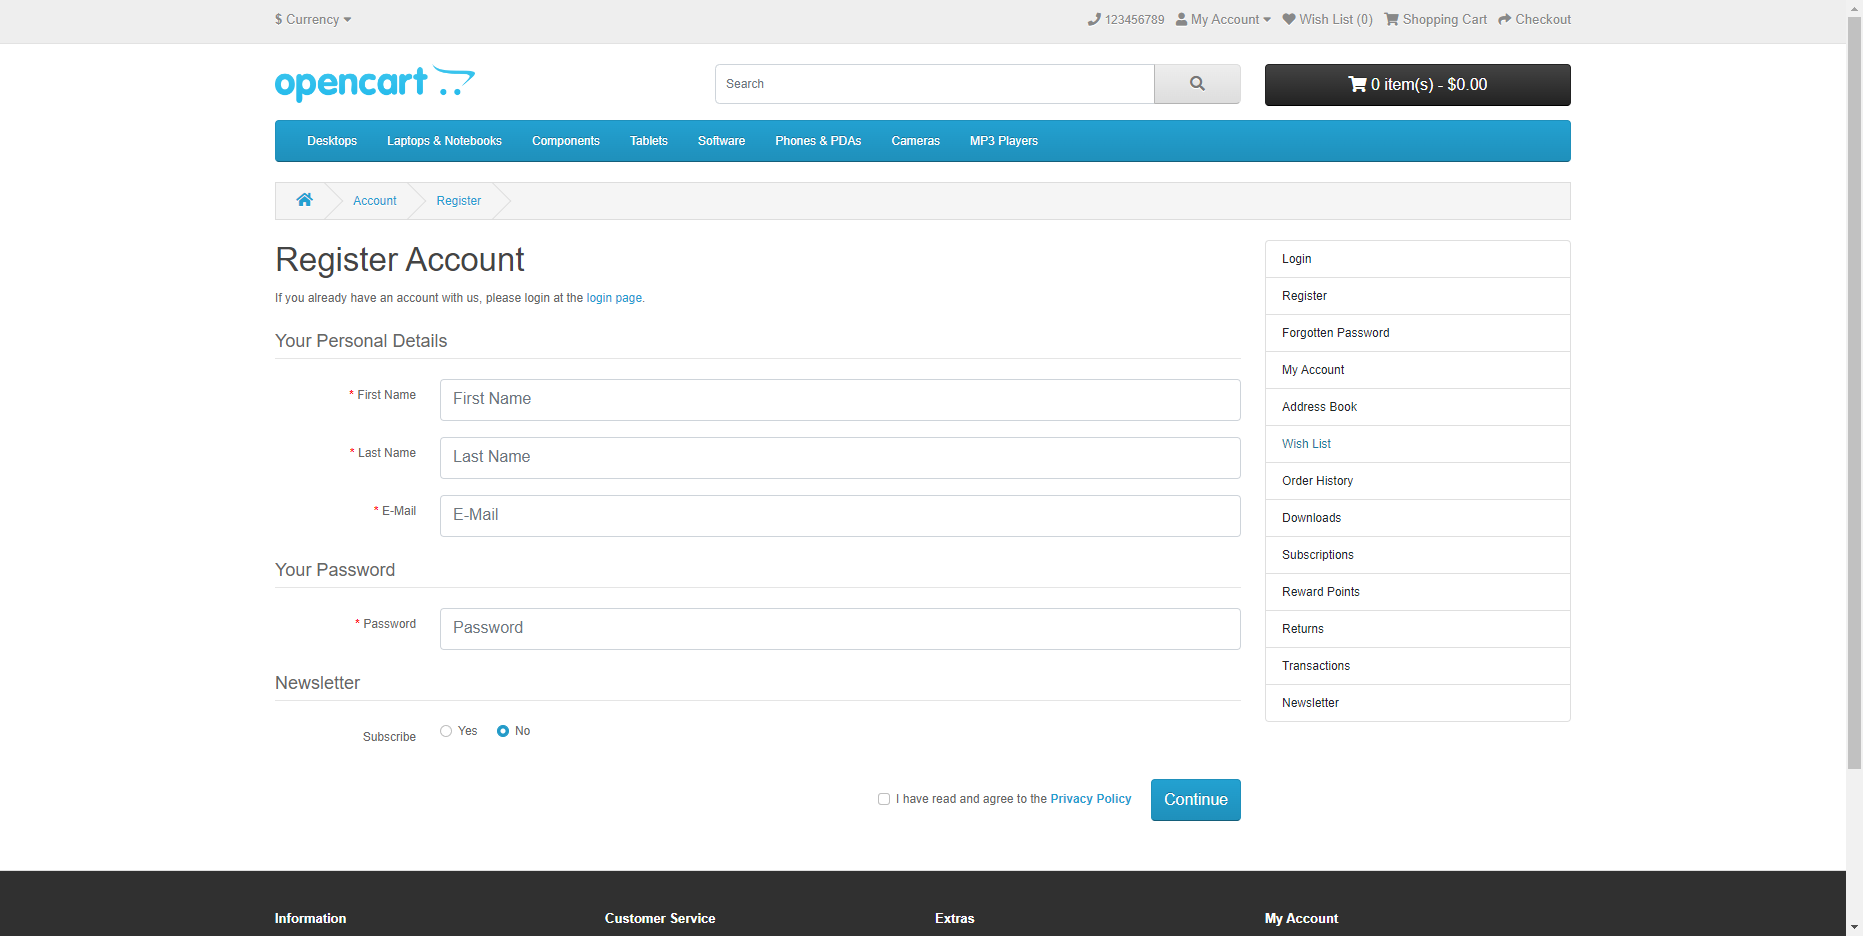 $ Currency
123456789 My Account Wish List (0) Shopping Cart Checkout
opencart
Search
0 item(s) - $0.00
Desktops Laptops & Notebooks Components Tablets Software Phones & PDAs Cameras MP3 Players
Account Register
Register Account
If you already have an account with us, please login at the login page.
Your Personal Details
* First Name
First Name
* Last Name
Last Name
* E-Mail
E-Mail
Your Password
* Password
Password
Newsletter
Subscribe
Yes No
I have read and agree to the Privacy Policy
Continue
Login
Register
Forgotten Password
My Account
Address Book
Wish List
Order History
Downloads
Subscriptions
Reward Points
Returns
Transactions
Newsletter
Information
Customer Service
Extras
My Account